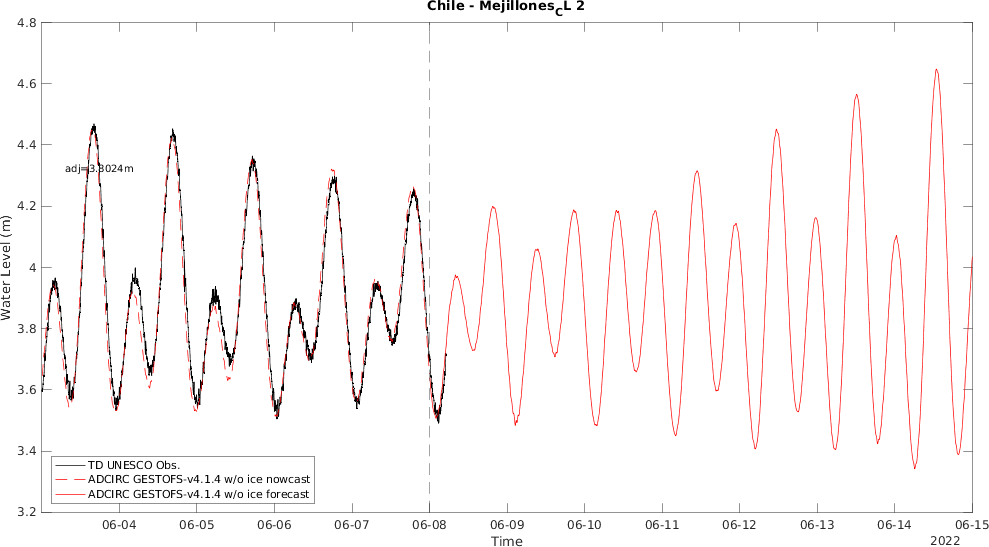 Chile - Mejillones_CL 2
4.8
4.6
4.4
4.2
4
3.8
3.6
3.4
3.2
Water Level (m)
adj=3.8024m
TD UNESCO Obs.
ADCIRC GESTOFS-v4.1.4 w/o ice nowcast
ADCIRC GESTOFS-v4.1.4 w/o ice forecast
06-04 06-05 06-06 06-07 06-08 06-09 06-10 06-11 06-12 06-13 06-14 06-15
Time
2022